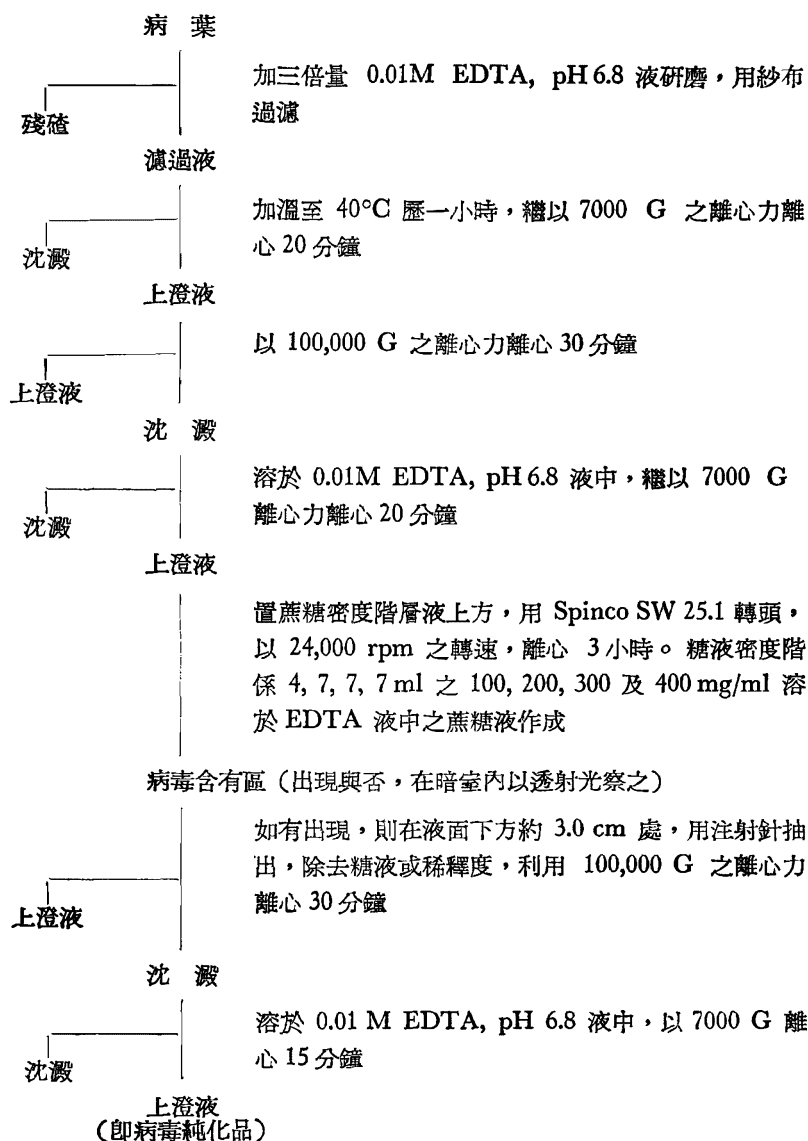 病 葉
加三倍量 0.01M EDTA, pH 6.8 液研磨，用紗布
過濾
殘碴
濾過液
加溫至 40°C 歷一小時，繼以 7000 G 之離心力離
心 20 分鐘
沈澱
上澄液
以 100,000 G 之離心力離心 30 分鐘
上澄液
沈 澱
溶於 0.01M EDTA, pH 6.8 液中，繼以 7000 G
離心力離心 20 分鐘
沈澱
上澄液
置蔗糖密度階層液上方，用 Spinco SW 25.1 轉頭，
以 24,000 rpm 之轉速，離心 3 小時。糖液密度階
係 4, 7, 7, 7 ml 之 100, 200, 300 及 400 mg/ml 溶
於 EDTA 液中之蔗糖液作成
病毒含有區（出現與否，在暗室內以透射光察之）
如有出現，則在液面下方約 3.0 cm 處，用注射針抽
出，除去糖液或稀釋度，利用 100,000 G 之離心力
離心 30 分鐘
上澄液
沈 澱
溶於 0.01 M EDTA, pH 6.8 液中，以 7000 G 離
心 15 分鐘
沈澱
上澄液
（卽病毒純化品）